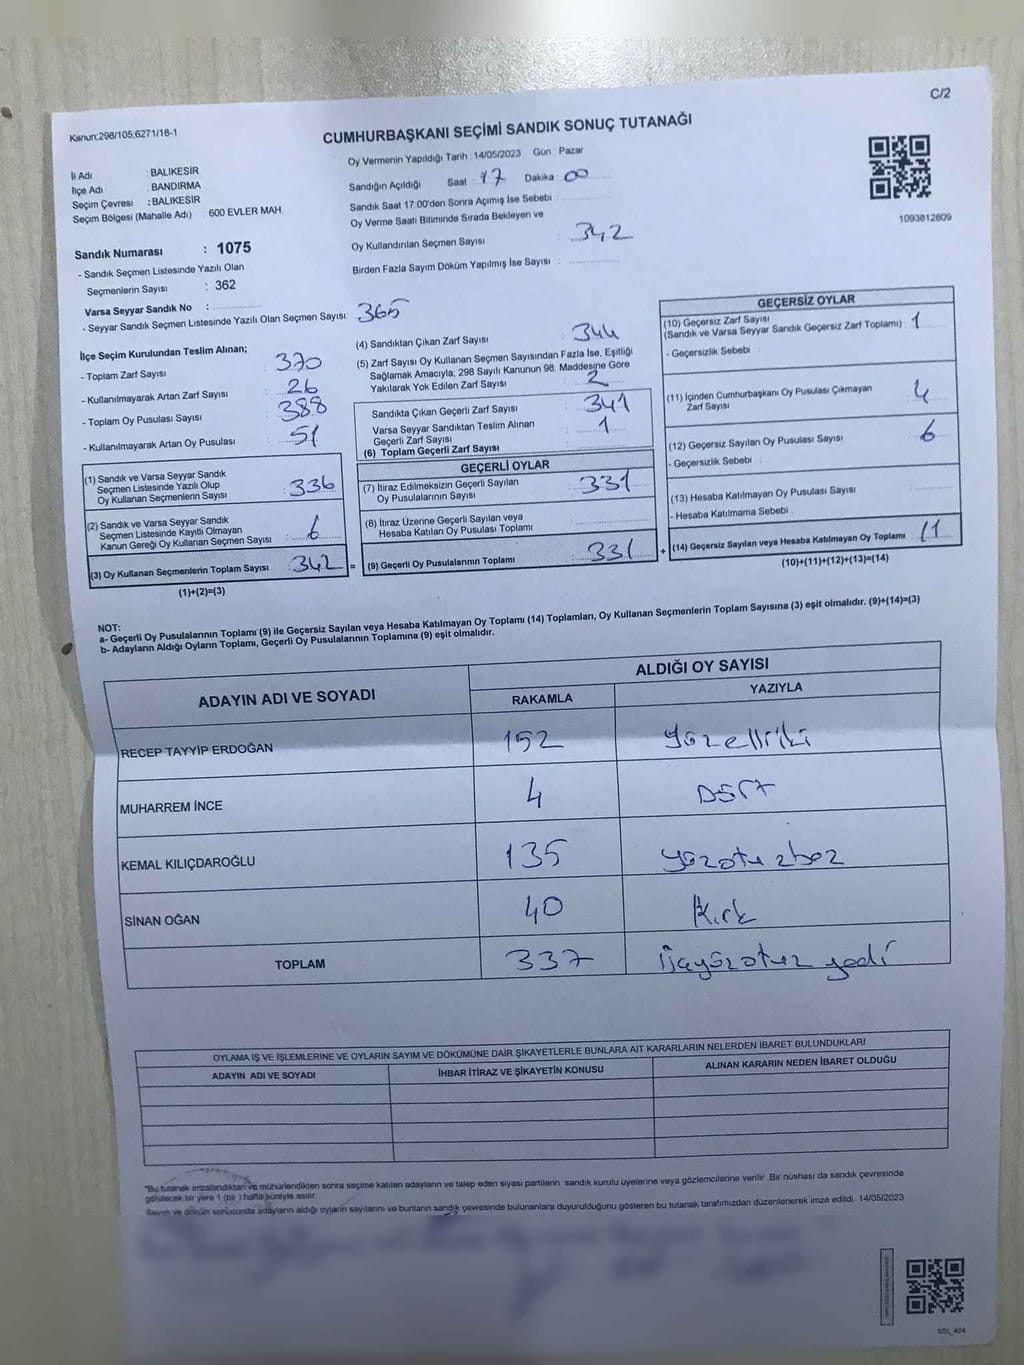 C/2
Kanun:298/105,6271/18-1
CUMHURBAŞKANI SEÇİMİ SANDIK SONUÇ TUTANAĞI
İl Adı : BALIKESİR
İlçe Adı : BANDIRMA
Seçim Çevresi : BALIKESİR
Seçim Bölgesi (Mahalle Adı) : 600 EVLER MAH.
Sandık Numarası : 1075
- Sandık Seçmen Listesinde Yazılı Olan
Seçmenlerin Sayısı : 362
Varsa Seyyar Sandık No :
- Seyyar Sandık Seçmen Listesinde Yazılı Olan Seçmen Sayısı: 365
Oy Vermenin Yapıldığı Tarih : 14/05/2023 Gün : Pazar
Sandığın Açıldığı Saat : 17 Dakika : 00
Sandık Saat 17:00'den Sonra Açımış İse Sebebi :
Oy Verme Saati Bitiminde Sırada Bekleyen ve
Oy Kullandırılan Seçmen Sayısı : 342
Birden Fazla Sayım Döküm Yapılmış İse Sayısı :
1093812809
İlçe Seçim Kurulundan Teslim Alınan;
- Toplam Zarf Sayısı : 370
- Kullanılmayarak Artan Zarf Sayısı : 26
- Toplam Oy Pusulası Sayısı : 388
- Kullanılmayarak Artan Oy Pusulası : 51
(1) Sandık ve Varsa Seyyar Sandık
Seçmen Listesinde Yazılı Olup
Oy Kullanan Seçmenlerin Sayısı : 336
(2) Sandık ve Varsa Seyyar Sandık
Seçmen Listesinde Kayıtlı Olmayan
Kanun Gereği Oy Kullanan Seçmen Sayısı : 6
(3) Oy Kullanan Seçmenlerin Toplam Sayısı : 342 =
(1)+(2)=(3)
(4) Sandıktan Çıkan Zarf Sayısı : 344
(5) Zarf Sayısı Oy Kullanan Seçmen Sayısından Fazla İse, Eşitliği
Sağlamak Amacıyla, 298 Sayılı Kanunun 98. Maddesine Göre
Yakılarak Yok Edilen Zarf Sayısı : 2
Sandıkta Çıkan Geçerli Zarf Sayısı : 341
Varsa Seyyar Sandıktan Teslim Alınan
Geçerli Zarf Sayısı : 1
(6) Toplam Geçerli Zarf Sayısı :
GEÇERLİ OYLAR
(7) İtiraz Edilmeksizin Geçerli Sayılan
Oy Pusulalarının Sayısı : 331
(8) İtiraz Üzerine Geçerli Sayılan veya
Hesaba Katılan Oy Pusulası Toplamı :
(9) Geçerli Oy Pusulalarının Toplamı : 331 +
GEÇERSİZ OYLAR
(10) Geçersiz Zarf Sayısı
(Sandık ve Varsa Seyyar Sandık Geçersiz Zarf Toplamı) : 1
- Geçersizlik Sebebi :
(11) İçinden Cumhurbaşkanı Oy Pusulası Çıkmayan
Zarf Sayısı : 4
(12) Geçersiz Sayılan Oy Pusulası Sayısı : 6
- Geçersizlik Sebebi :
(13) Hesaba Katılmayan Oy Pusulası Sayısı :
- Hesaba Katılmama Sebebi :
(14) Geçersiz Sayılan veya Hesaba Katılmayan Oy Toplamı : 11
(10)+(11)+(12)+(13)=(14)
NOT:
a- Geçerli Oy Pusulalarının Toplamı (9) ile Geçersiz Sayılan veya Hesaba Katılmayan Oy Toplamı (14) Toplamları, Oy Kullanan Seçmenlerin Toplam Sayısına (3) eşit olmalıdır. (9)+(14)=(3)
b- Adayların Aldığı Oyların Toplamı, Geçerli Oy Pusulalarının Toplamına (9) eşit olmalıdır.
ADAYIN ADI VE SOYADI
ALDIĞI OY SAYISI
RAKAMLA YAZIYLA
RECEP TAYYİP ERDOĞAN 152 Yüzelliiki
MUHARREM İNCE 4 Dört
KEMAL KILIÇDAROĞLU 135 yüzotuzbeş
SİNAN OĞAN 40 Kırk
TOPLAM 337 Üçyüzotuz yedi
OYLAMA İŞ VE İŞLEMLERİNE VE OYLARIN SAYIM VE DÖKÜMÜNE DAİR ŞİKAYETLERLE BUNLARA AİT KARARLARIN NELERDEN İBARET BULUNDUKLARI
ADAYIN ADI VE SOYADI İHBAR İTİRAZ VE ŞİKAYETİN KONUSU ALINAN KARARIN NEDEN İBARET OLDUĞU
"Bu tutanak imzalandıktan ve mühürlendikten sonra seçime katılan adayların ve talep eden siyasi partilerin sandık kurulu üyelerine veya gözlemcilerine verilir .Bir nüshası da sandık çevresinde
görülecek bir yere 1 (bir ) hafta süreyle asılır.
Sayım ve döküm sonucunda adayların aldığı oyların sayılarını ve bunların sandık çevresinde bulunanlara duyurulduğunu gösteren bu tutanak tarafımızdan düzenlenerek imza edildi. 14/05/2023
SSI_404